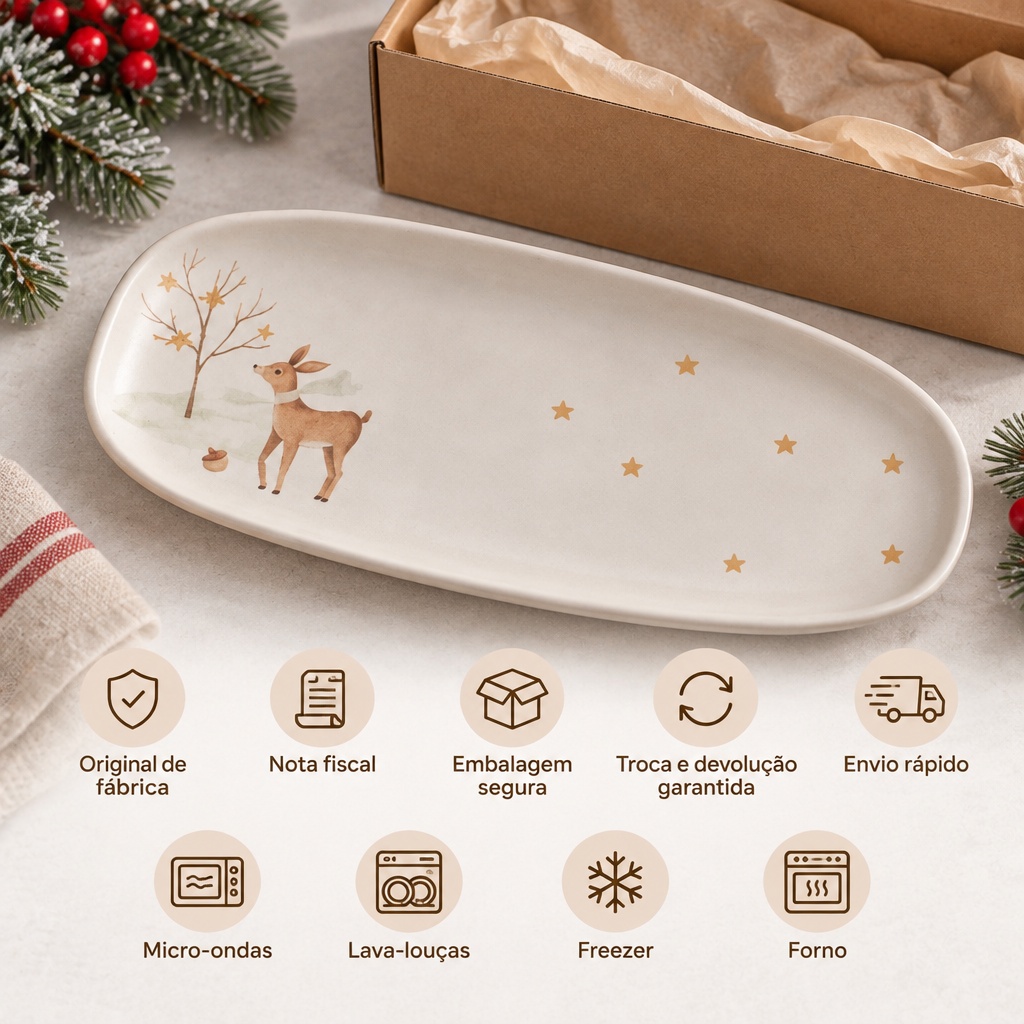 Original de
fábrica
Nota fiscal
Embalagem
segura
Troca e devolução
garantida
Envio rápido
Micro-ondas
Lava-louças
Freezer
Forno